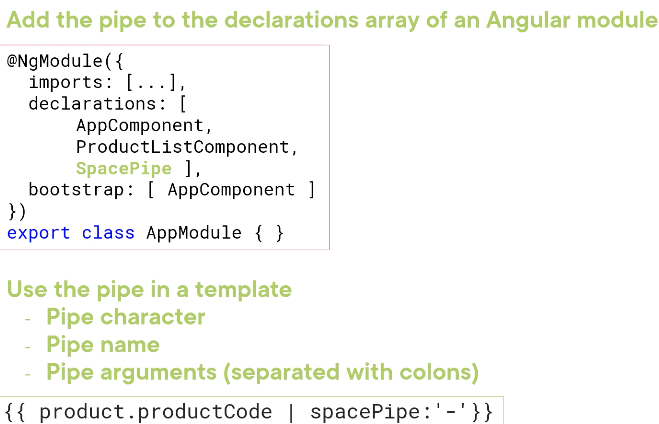 Add the pipe to the declarations array of an Angular module
@NgModule({
imports: [...],
declarations: [
AppComponent,
ProductListComponent,
SpacePipe ],
bootstrap: [ AppComponent ]
})
export class AppModule { }
Use the pipe in a template
- Pipe character
- Pipe name
- Pipe arguments (separated with colons)
{{ product.productCode | spacePipe:'-'}}